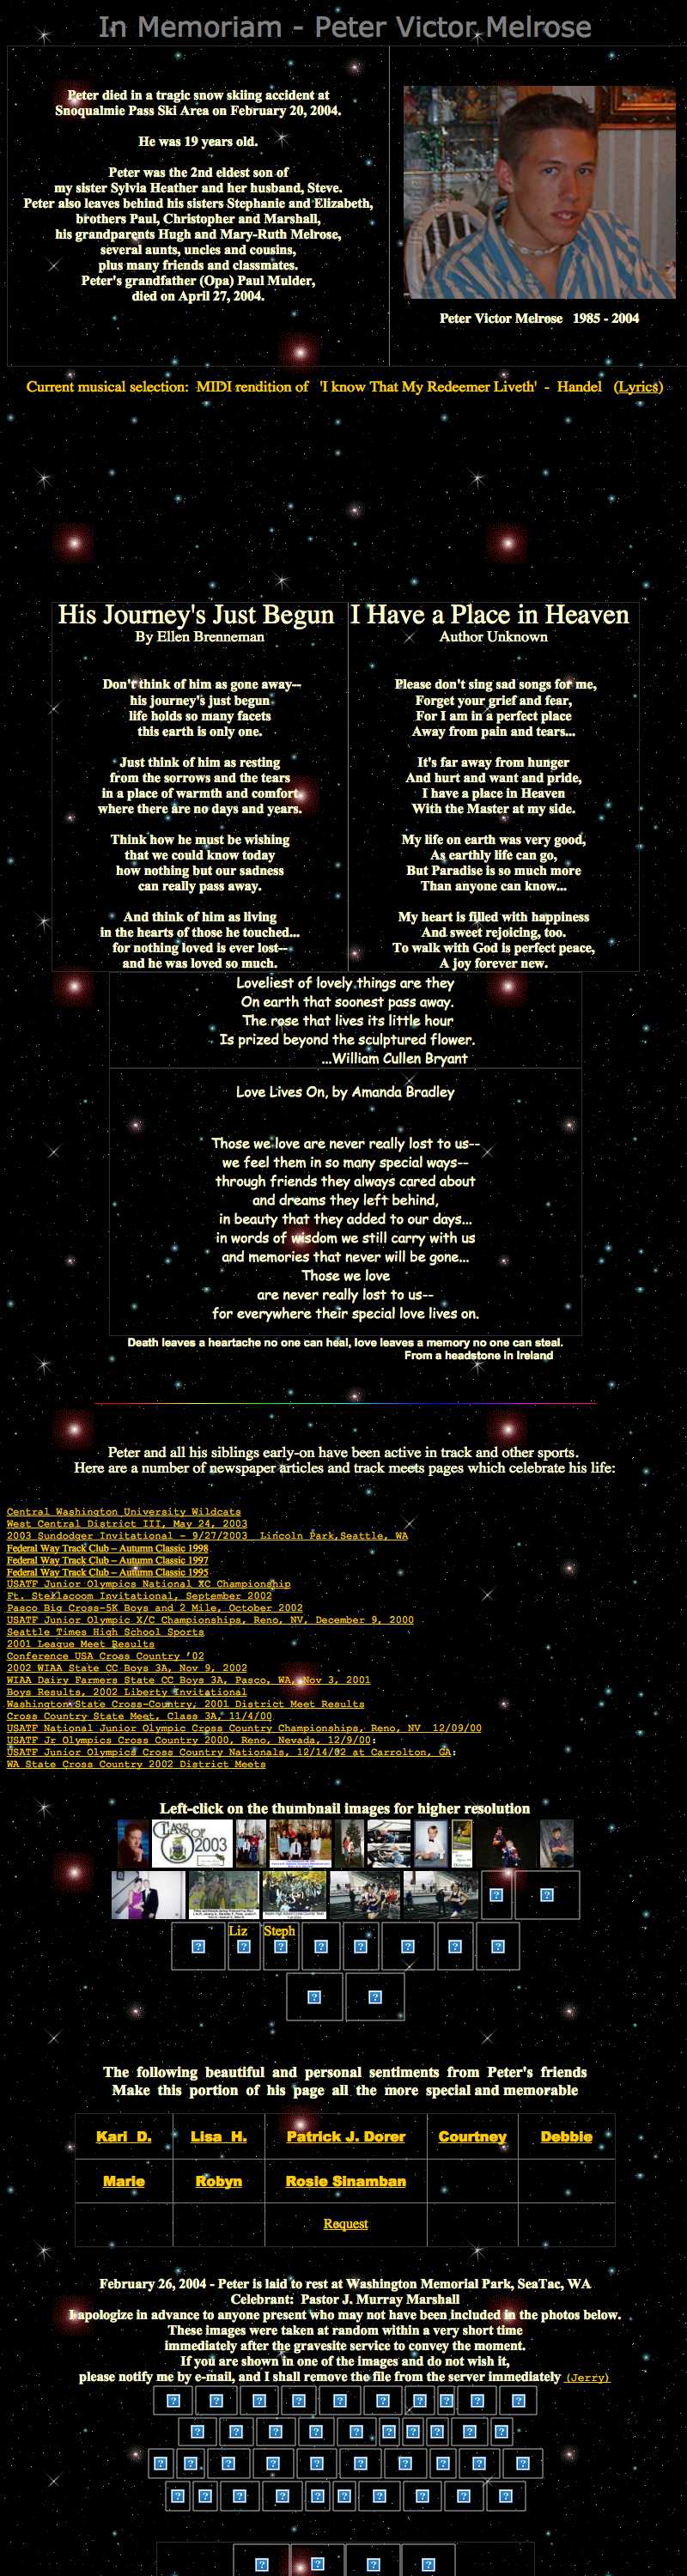 In Memoriam - Peter Victor Melrose
Peter died in a tragic snow skiing accident at
Snoqualmie Pass Ski Area on February 20, 2004.
He was 19 years old.
Peter was the 2nd eldest son of
my sister Sylvia Heather and her husband, Steve.
Peter also leaves behind his sisters Stephanie and Elizabeth,
brothers Paul, Christopher and Marshall,
his grandparents Hugh and Mary-Ruth Melrose,
several aunts, uncles and cousins,
plus many friends and classmates.
Peter's grandfather (Opa) Paul Mulder,
died on April 27, 2004.
Peter Victor Melrose 1985 - 2004
Current musical selection: MIDI rendition of 'I know That My Redeemer Liveth' - Handel (Lyrics)
His Journey's Just Begun
By Ellen Brenneman
Don't think of him as gone away--
his journey's just begun
life holds so many facets
this earth is only one.
Just think of him as resting
from the sorrows and the tears
in a place of warmth and comfort
where there are no days and years.
Think how he must be wishing
that we could know today
how nothing but our sadness
can really pass away.
And think of him as living
in the hearts of those he touched...
for nothing loved is ever lost--
and he was loved so much.
I Have a Place in Heaven
Author Unknown
Please don't sing sad songs for me,
Forget your grief and fear,
For I am in a perfect place
Away from pain and tears...
It's far away from hunger
And hurt and want and pride,
I have a place in Heaven
With the Master at my side.
My life on earth was very good,
As earthly life can go,
But Paradise is so much more
Than anyone can know...
My heart is filled with happiness
And sweet rejoicing, too.
To walk with God is perfect peace,
A joy forever new.
Loveliest of lovely things are they
On earth that soonest pass away.
The rose that lives its little hour
Is prized beyond the sculptured flower.
...William Cullen Bryant
Love Lives On, by Amanda Bradley
Those we love are never really lost to us--
we feel them in so many special ways--
through friends they always cared about
and dreams they left behind,
in beauty that they added to our days...
in words of wisdom we still carry with us
and memories that never will be gone...
Those we love
are never really lost to us--
for everywhere their special love lives on.
Death leaves a heartache no one can heal, love leaves a memory no one can steal.
From a headstone in Ireland
Peter and all his siblings early-on have been active in track and other sports.
Here are a number of newspaper articles and track meets pages which celebrate his life:
Central Washington University Wildcats
West Central District III, May 24, 2003
2003 Sundodger Invitational - 9/27/2003 Lincoln Park,Seattle, WA
Federal Way Track Club – Autumn Classic 1998
Federal Way Track Club – Autumn Classic 1997
Federal Way Track Club – Autumn Classic 1995
USATF Junior Olympics National XC Championship
Ft. Steilacoom Invitational, September 2002
Pasco Big Cross-5K Boys and 2 Mile, October 2002
USATF Junior Olympic X/C Championships, Reno, NV, December 9, 2000
Seattle Times High School Sports
2001 League Meet Results
Conference USA Cross Country '02
2002 WIAA State CC Boys 3A, Nov 9, 2002
WIAA Dairy Farmers State CC Boys 3A, Pasco, WA, Nov 3, 2001
Boys Results, 2002 Liberty Invitational
Washington State Cross-Country, 2001 District Meet Results
Cross Country State Meet, Class 3A, 11/4/00
USATF National Junior Olympic Cross Country Championships, Reno, NV 12/09/00
USATF Jr Olympics Cross Country 2000, Reno, Nevada, 12/9/00:
USATF Junior Olympics Cross Country Nationals, 12/14/02 at Carrolton, GA:
WA State Cross Country 2002 District Meets
Left-click on the thumbnail images for higher resolution
CLASS OF
2003
Liz Steph
The following beautiful and personal sentiments from Peter's friends
Make this portion of his page all the more special and memorable
Kari D. Lisa H. Patrick J. Dorer Courtney Debbie
Marie Robyn Rosie Sinamban
Request
February 26, 2004 - Peter is laid to rest at Washington Memorial Park, SeaTac, WA
Celebrant: Pastor J. Murray Marshall
I apologize in advance to anyone present who may not have been included in the photos below.
These images were taken at random within a very short time
immediately after the gravesite service to convey the moment.
If you are shown in one of the images and do not wish it,
please notify me by e-mail, and I shall remove the file from the server immediately (Jerry)